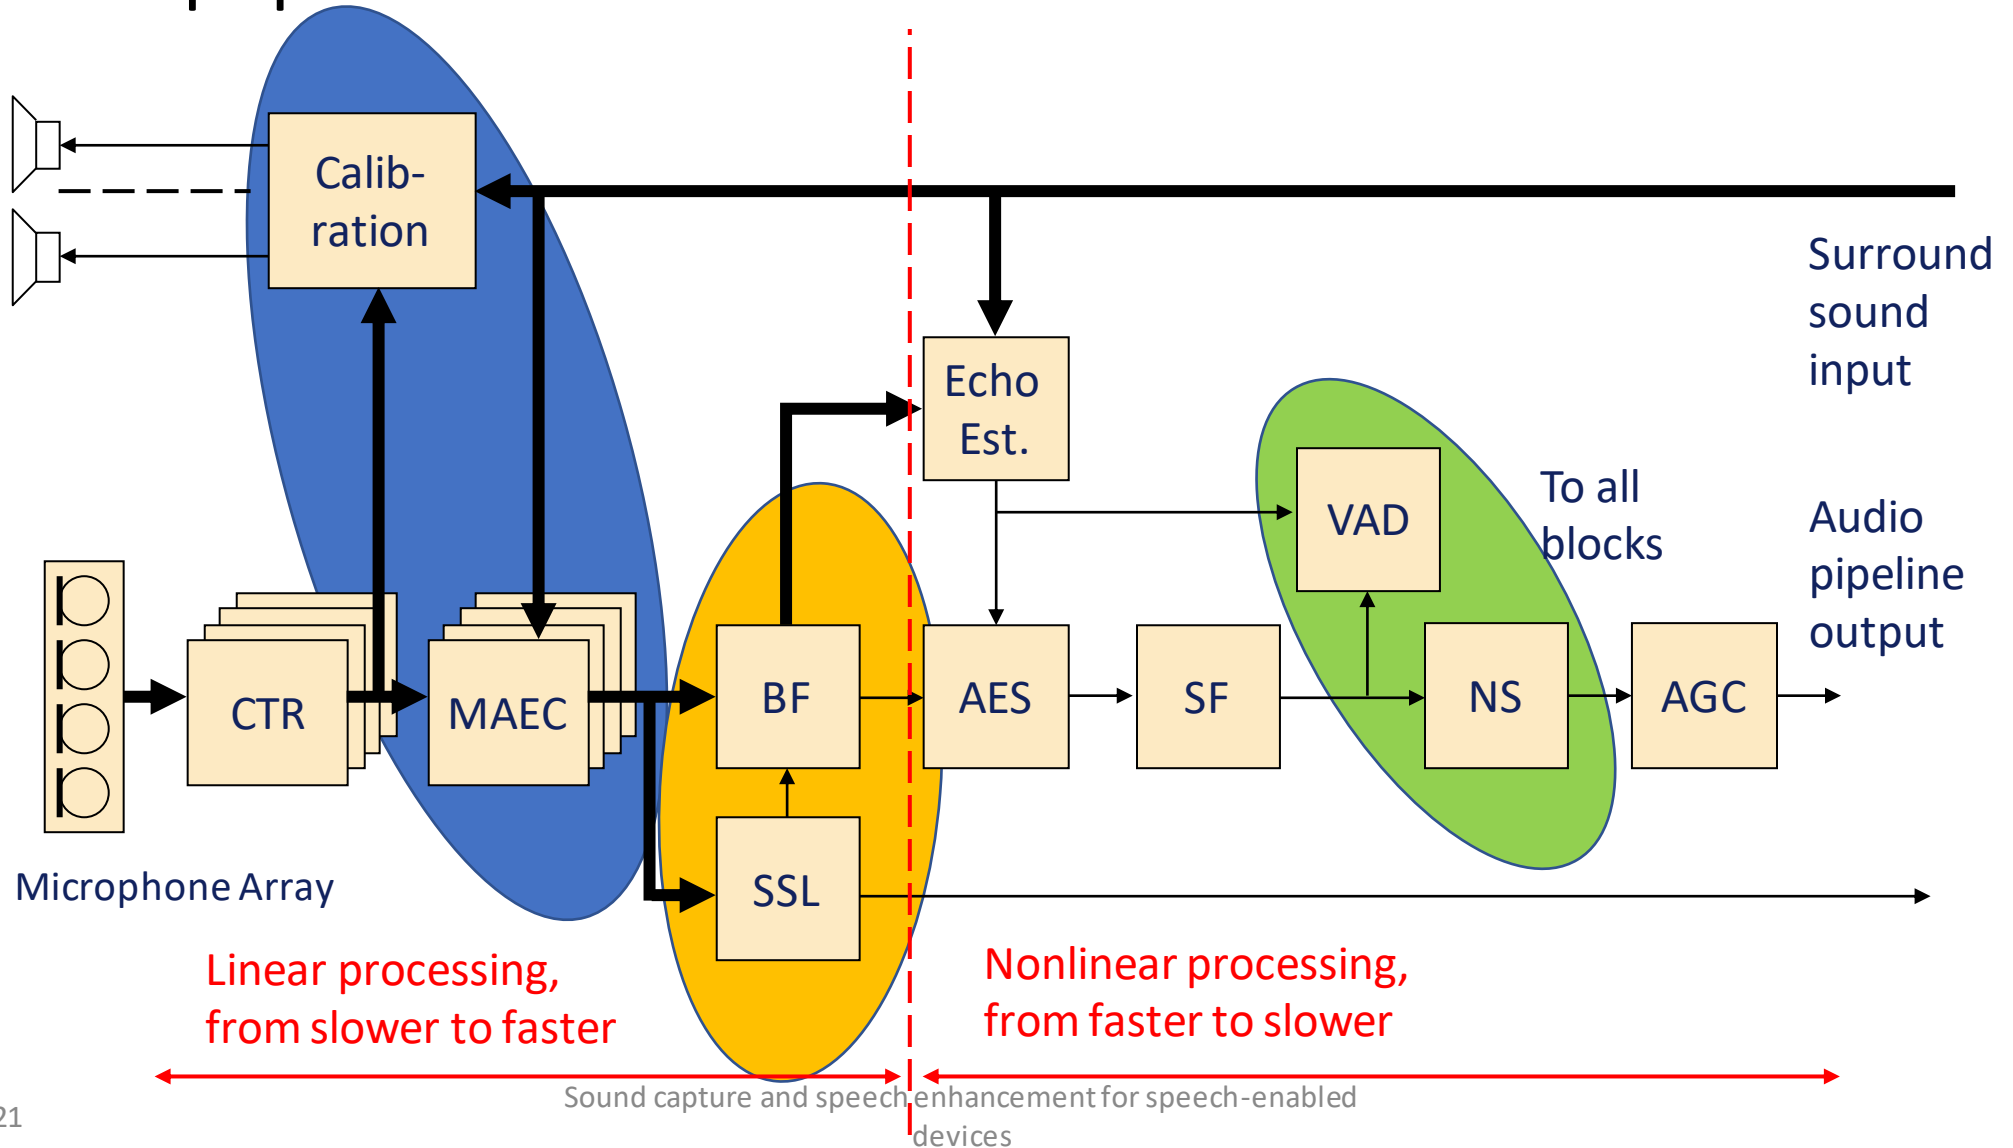 Calib-
ration
Surround
sound
input
Echo
Est.
VAD
To all
blocks
Audio
pipeline
output
CTR
MAEC
BF
AES
SF
NS
AGC
SSL
Microphone Array
Linear processing,
from slower to faster
Nonlinear processing,
from faster to slower
Sound capture and speech enhancement for speech-enabled
devices
21